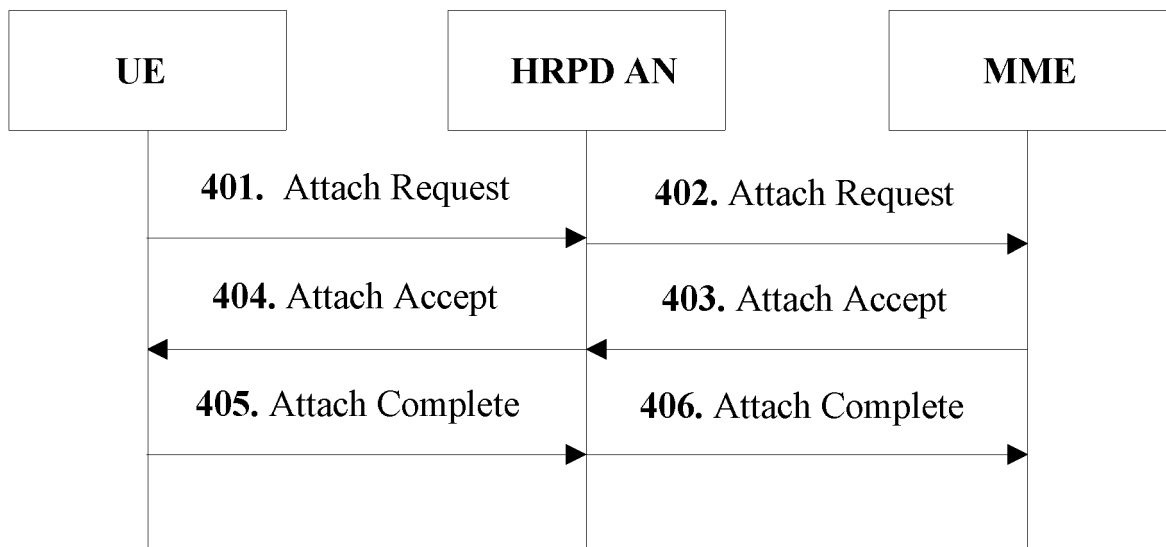 UE
HRPD AN
MME
401. Attach Request
402. Attach Request
404. Attach Accept
403. Attach Accept
405. Attach Complete
406. Attach Complete